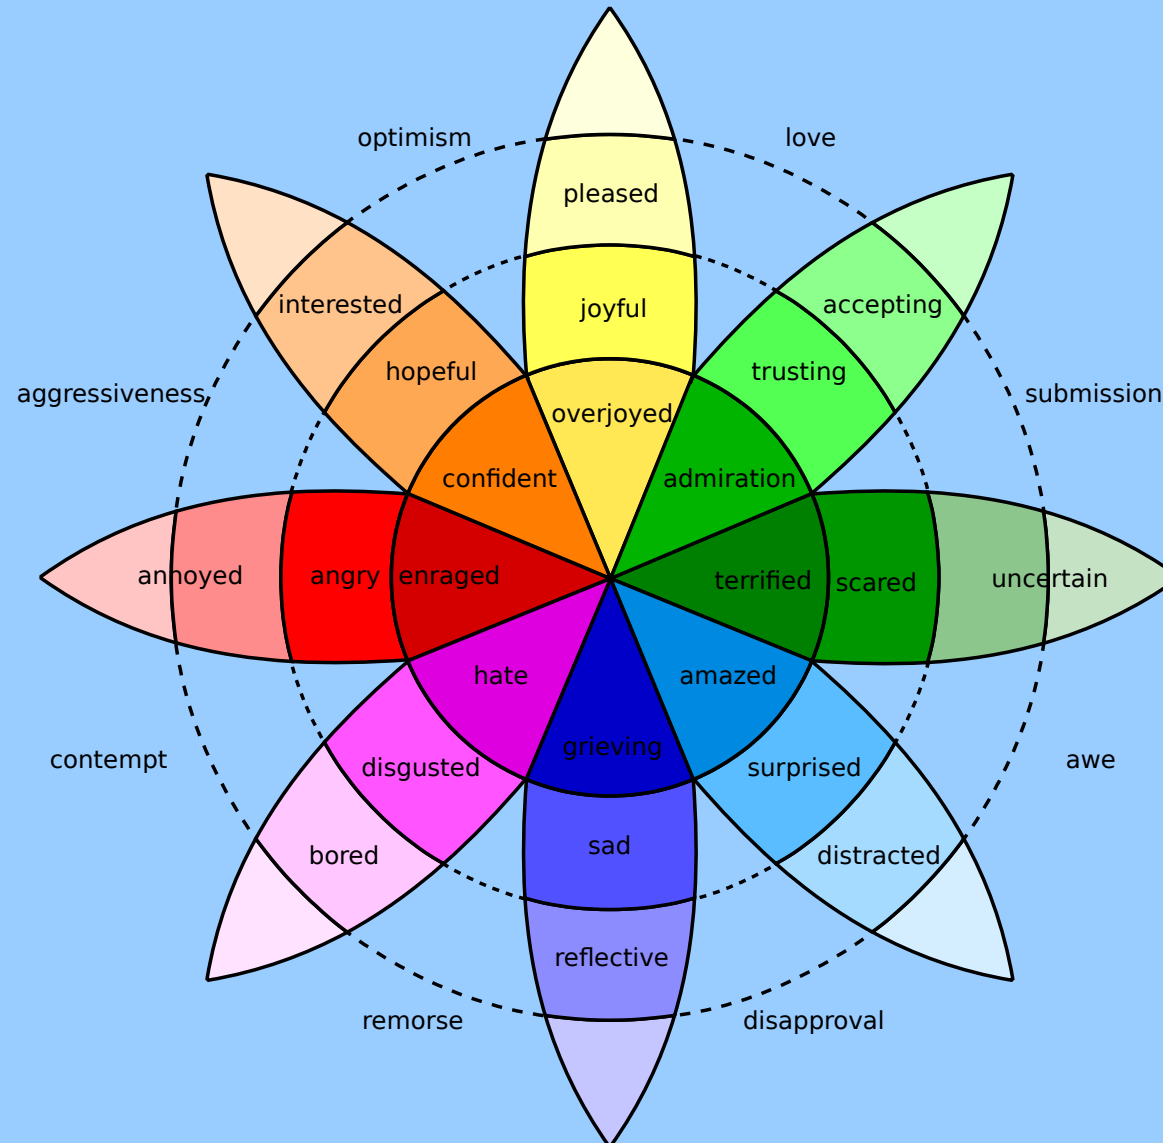 optimism
love
pleased
interested
accepting
joyful
hopeful
trusting
aggressiveness
submission
overjoyed
confident
admiration
annoyed
angry
enraged
terrified
scared
uncertain
hate
amazed
grieving
contempt
awe
disgusted
surprised
sad
bored
distracted
reflective
remorse
disapproval